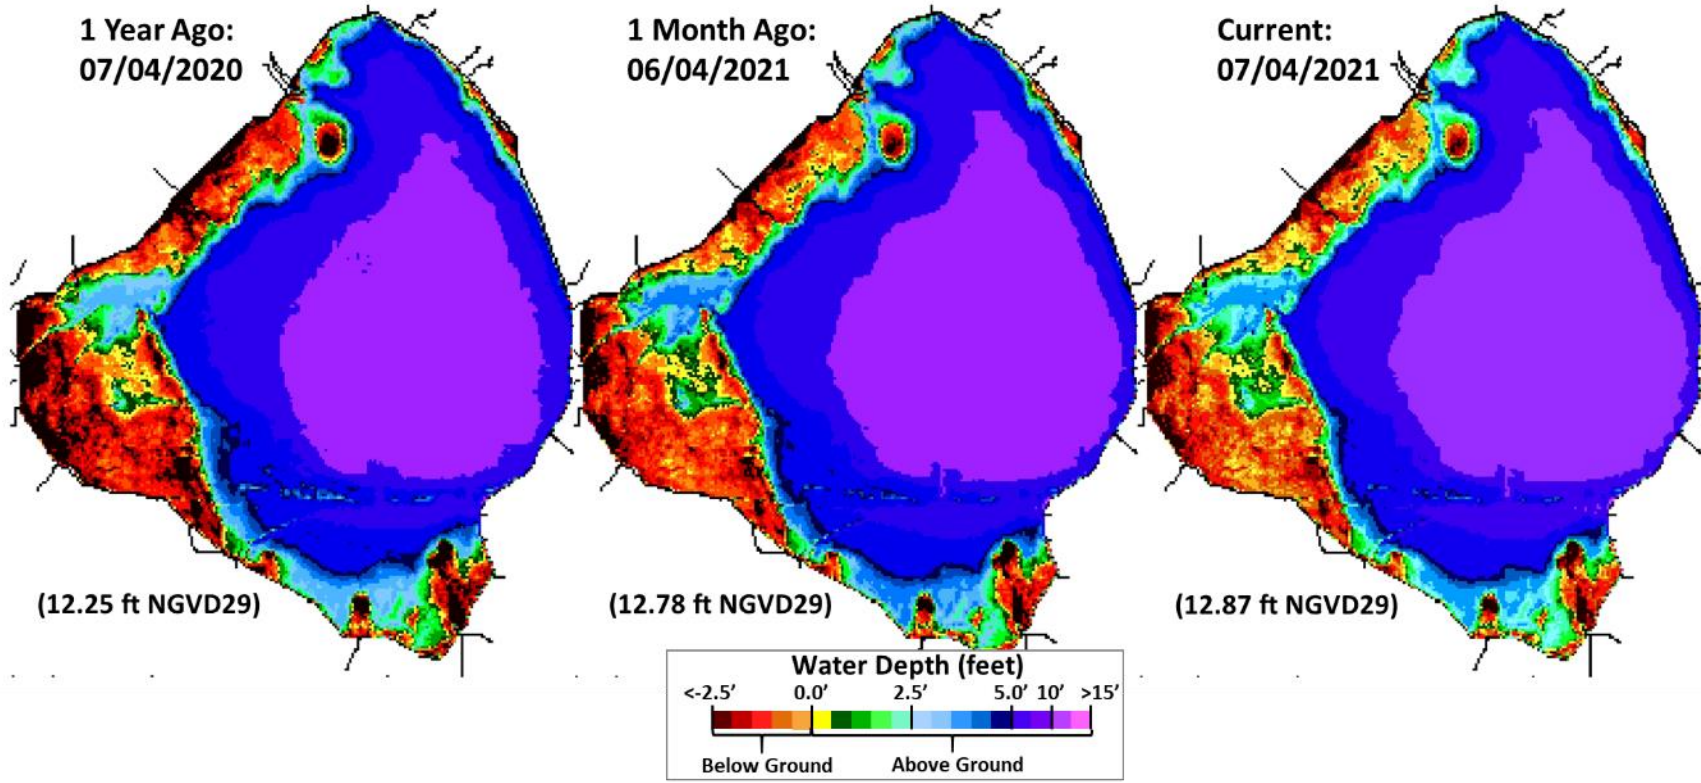 1 Year Ago:
07/04/2020
1 Month Ago:
06/04/2021
Current:
07/04/2021
(12.25 ft NGVD29)
(12.78 ft NGVD29)
(12.87 ft NGVD29)
Water Depth (feet)
<-2.5’ 0.0’ 2.5’ 5.0’ 10’ >15’
Below Ground Above Ground